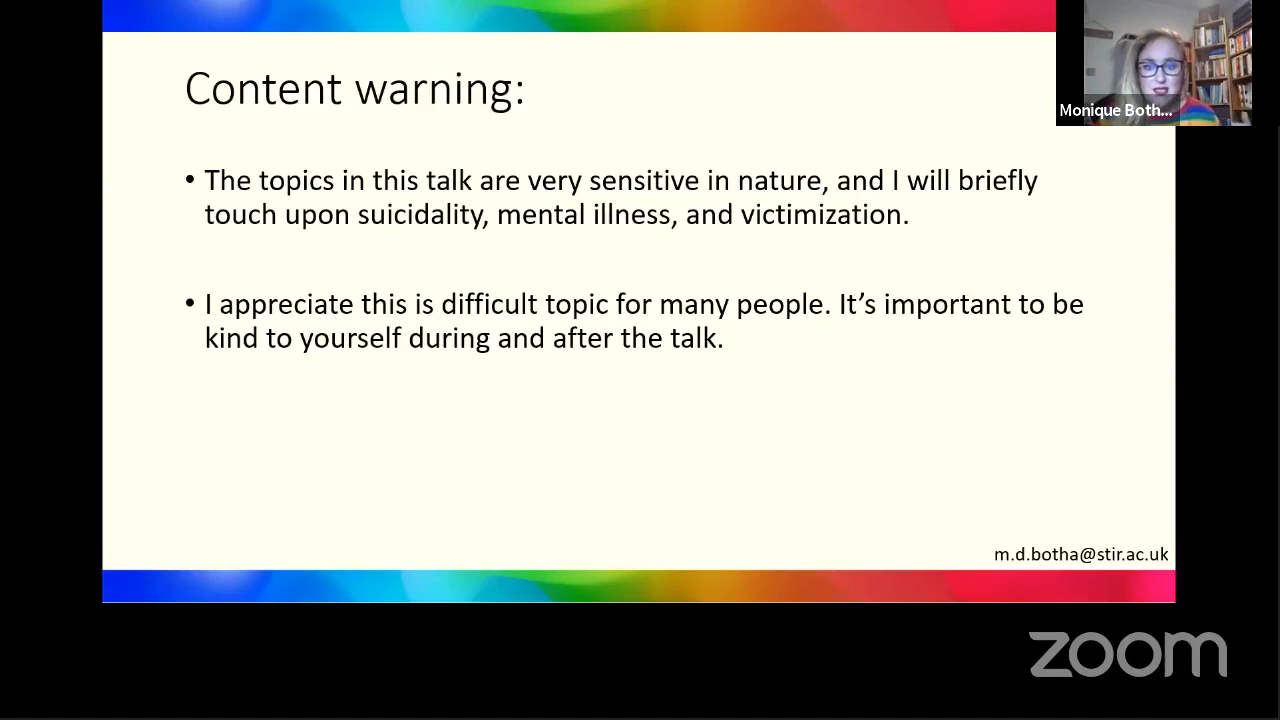 Content warning:
• The topics in this talk are very sensitive in nature, and I will briefly
touch upon suicidality, mental illness, and victimization.
• I appreciate this is difficult topic for many people. It’s important to be
kind to yourself during and after the talk.
m.d.botha@stir.ac.uk
Monique Both...
zoom